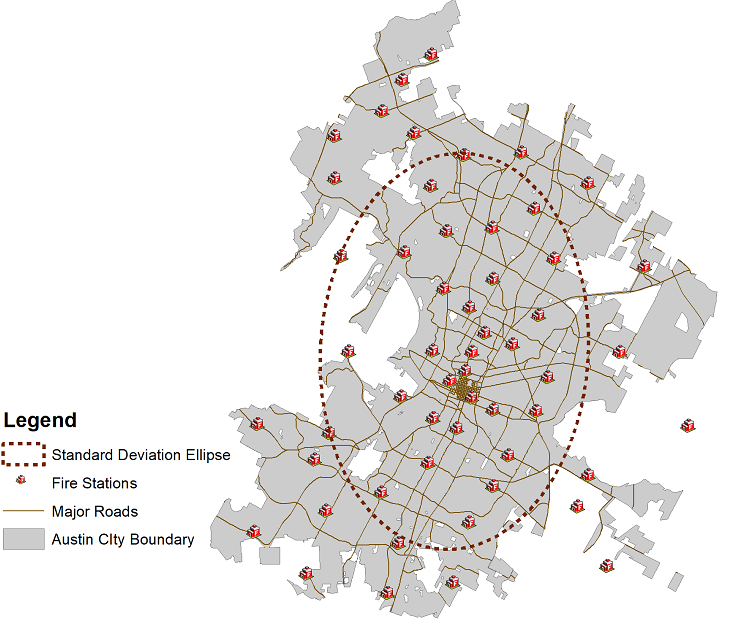 Legend
Standard Deviation Ellipse
Fire Stations
Major Roads
Austin CIty Boundary